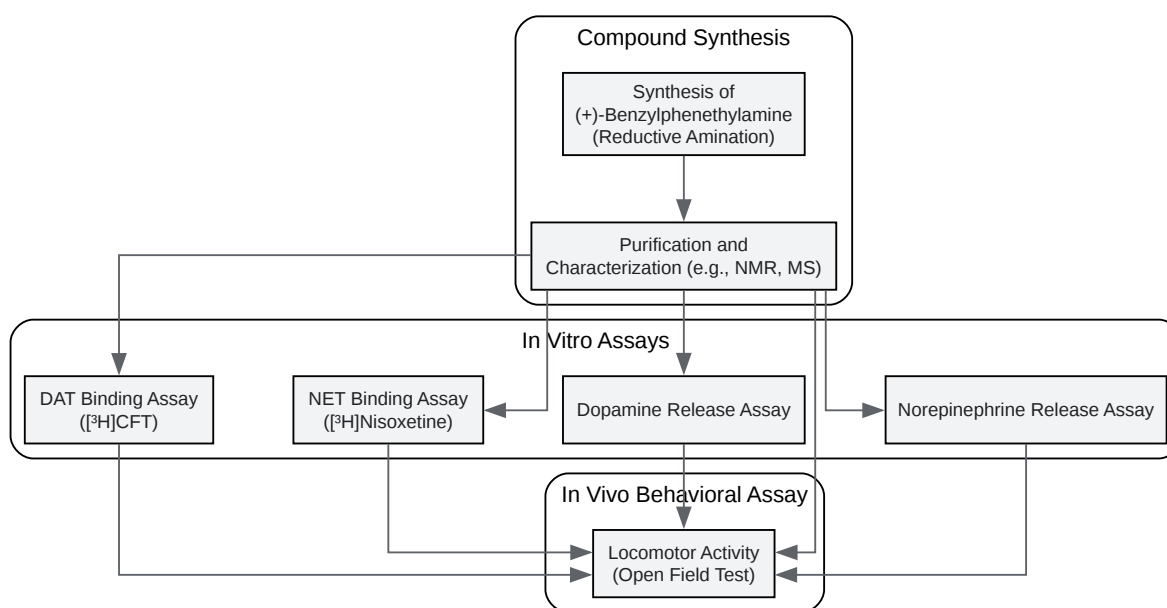 Compound Synthesis
Synthesis of
(+)-Benzylphenethylamine
(Reductive Amination)
Purification and
Characterization (e.g., NMR, MS)
In Vitro Assays
DAT Binding Assay
([³H]CFT)
NET Binding Assay
([³H]Nisoxetine)
Dopamine Release Assay
Norepinephrine Release Assay
In Vivo Behavioral Assay
Locomotor Activity
(Open Field Test)